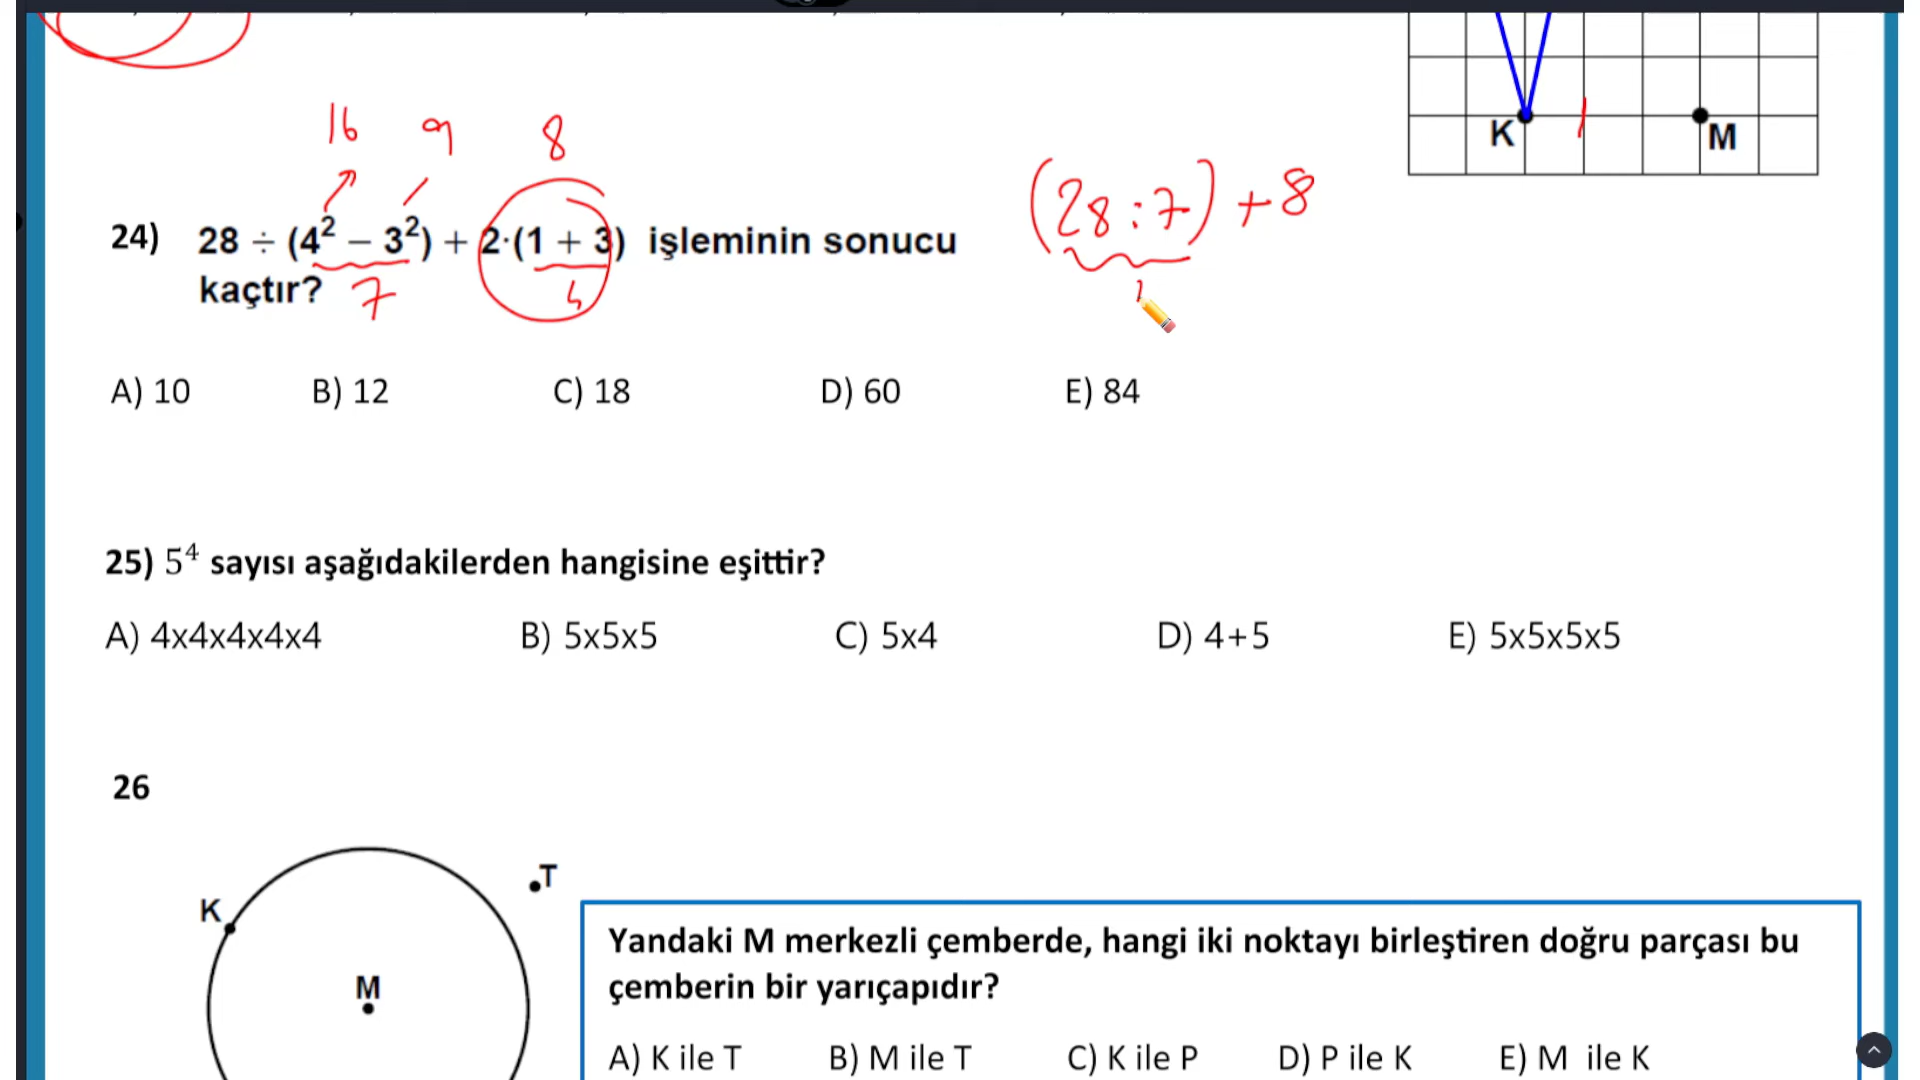 K
M
16 9 8
(28:7)+8
24) 28 ÷ (4² – 3²) + 2·(1 + 3) işleminin sonucu
kaçtır?
7 4
A) 10 B) 12 C) 18 D) 60 E) 84
25) 5⁴ sayısı aşağıdakilerden hangisine eşittir?
A) 4x4x4x4x4 B) 5x5x5 C) 5x4 D) 4+5 E) 5x5x5x5
26
T
K
M
Yandaki M merkezli çemberde, hangi iki noktayı birleştiren doğru parçası bu
çemberin bir yarıçapıdır?
A) K ile T B) M ile T C) K ile P D) P ile K E) M ile K